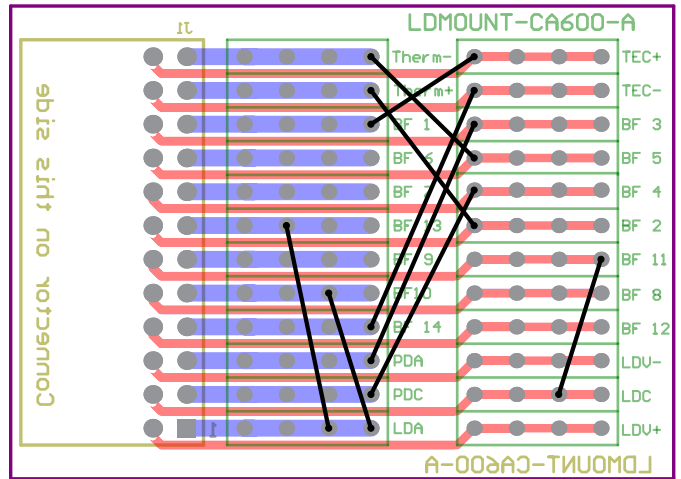 J1
LDMOUNT-CA600-A
Therm- TEC+
Therm+ TEC-
BF 1 BF 3
BF 6 BF 5
BF 4
BF 13 BF 2
BF 9 BF 11
BF10 BF 8
BF 14 BF 12
PDA LDV-
PDC LDC
LDA LDV+
1
Connector on this side
LDMOUNT-CA600-A